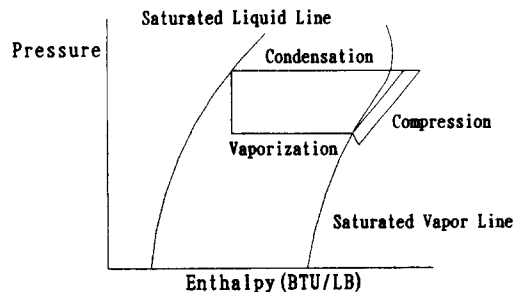 Saturated Liquid Line
Pressure
Condensation
Compression
Vaporization
Saturated Vapor Line
Enthalpy(BTU/LB)